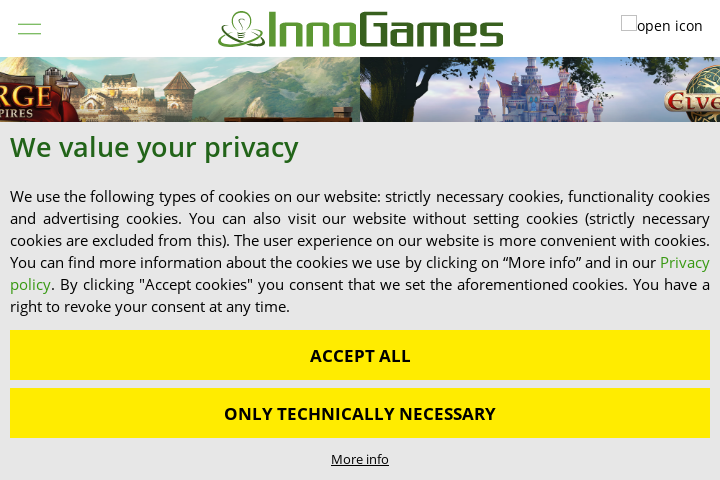 InnoGames
open icon
RGE
PIRES
ELVE
We value your privacy
We use the following types of cookies on our website: strictly necessary cookies, functionality cookies
and advertising cookies. You can also visit our website without setting cookies (strictly necessary
cookies are excluded from this). The user experience on our website is more convenient with cookies.
You can find more information about the cookies we use by clicking on “More info” and in our Privacy
policy. By clicking "Accept cookies" you consent that we set the aforementioned cookies. You have a
right to revoke your consent at any time.
ACCEPT ALL
ONLY TECHNICALLY NECESSARY
More info